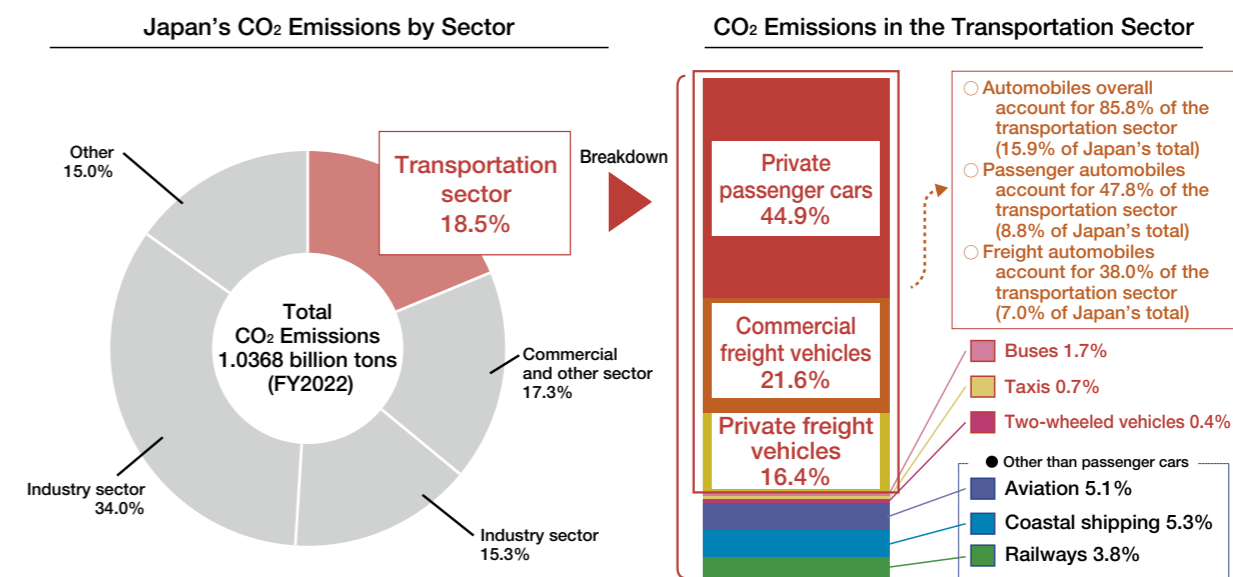 Japan's CO₂ Emissions by Sector
Other
15.0%
Transportation
sector
18.5%
Total
CO₂ Emissions
1.0368 billion tons
(FY2022)
Commercial
and other sector
17.3%
Industry sector
34.0%
Industry sector
15.3%
Breakdown
CO₂ Emissions in the Transportation Sector
Private
passenger cars
44.9%
Commercial
freight vehicles
21.6%
Private freight
vehicles
16.4%
○ Automobiles overall
account for 85.8% of the
transportation sector
(15.9% of Japan's total)
○ Passenger automobiles
account for 47.8% of the
transportation sector
(8.8% of Japan's total)
○ Freight automobiles
account for 38.0% of the
transportation sector
(7.0% of Japan's total)
Buses 1.7%
Taxis 0.7%
Two-wheeled vehicles 0.4%
● Other than passenger cars
Aviation 5.1%
Coastal shipping 5.3%
Railways 3.8%